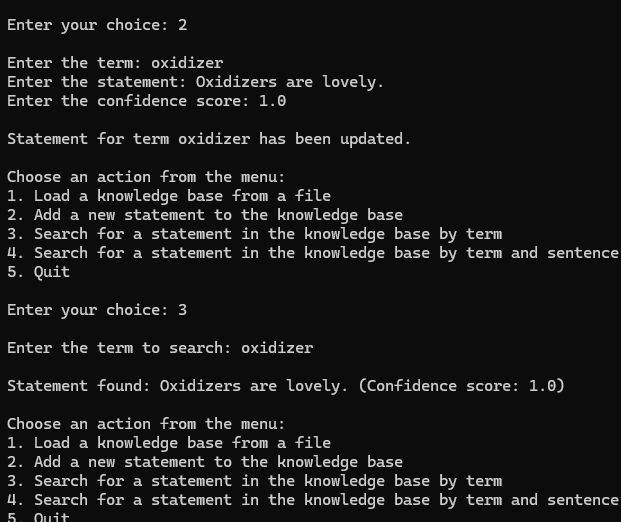 Enter your choice: 2
Enter the term: oxidizer
Enter the statement: Oxidizers are lovely.
Enter the confidence score: 1.0
Statement for term oxidizer has been updated.
Choose an action from the menu:
1. Load a knowledge base from a file
2. Add a new statement to the knowledge base
3. Search for a statement in the knowledge base by term
4. Search for a statement in the knowledge base by term and sentence
5. Quit
Enter your choice: 3
Enter the term to search: oxidizer
Statement found: Oxidizers are lovely. (Confidence score: 1.0)
Choose an action from the menu:
1. Load a knowledge base from a file
2. Add a new statement to the knowledge base
3. Search for a statement in the knowledge base by term
4. Search for a statement in the knowledge base by term and sentence
5. Quit